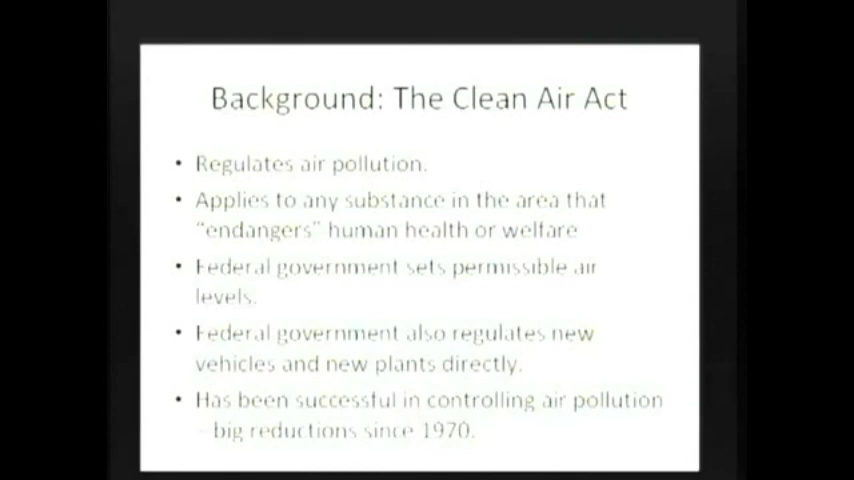 Background: The Clean Air Act
• Regulates air pollution.
• Applies to any substance in the area that
"endangers" human health or welfare
• Federal government sets permissible air
levels.
• Federal government also regulates new
vehicles and new plants directly.
• Has been successful in controlling air pollution
– big reductions since 1970.